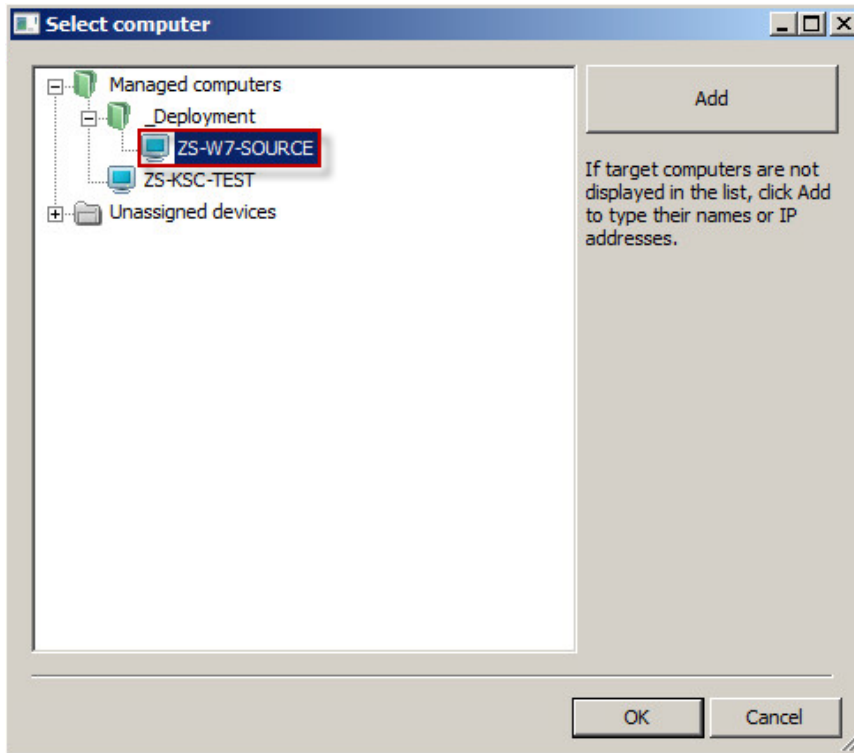 Select computer
Managed computers
_Deployment
ZS-W7-SOURCE
ZS-KSC-TEST
Unassigned devices
Add
If target computers are not
displayed in the list, click Add
to type their names or IP
addresses.
OK
Cancel